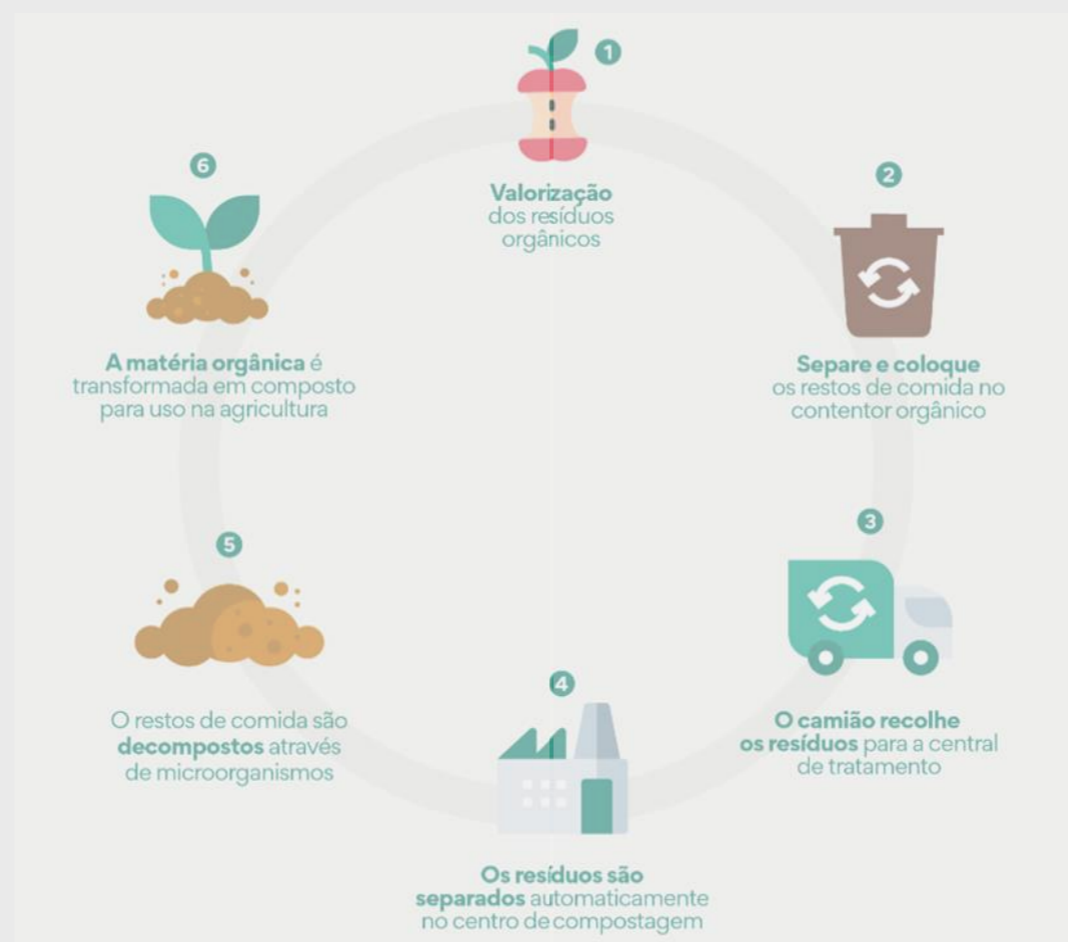 1
Valorização
dos resíduos
orgânicos
2
Separe e coloque
os restos de comida no
contentor orgânico
3
O camião recolhe
os resíduos para a central
de tratamento
4
Os resíduos são
separados automaticamente
no centro de compostagem
5
O restos de comida são
decompostos através
de microorganismos
6
A matéria orgânica é
transformada em composto
para uso na agricultura